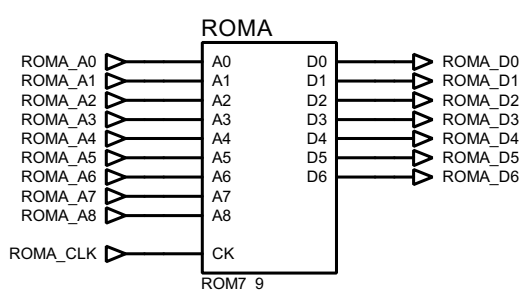 ROMA
ROMA_A0 A0 D0 ROMA_D0
ROMA_A1 A1 D1 ROMA_D1
ROMA_A2 A2 D2 ROMA_D2
ROMA_A3 A3 D3 ROMA_D3
ROMA_A4 A4 D4 ROMA_D4
ROMA_A5 A5 D5 ROMA_D5
ROMA_A6 A6 D6 ROMA_D6
ROMA_A7 A7
ROMA_A8 A8
ROMA_CLK CK
ROM7_9